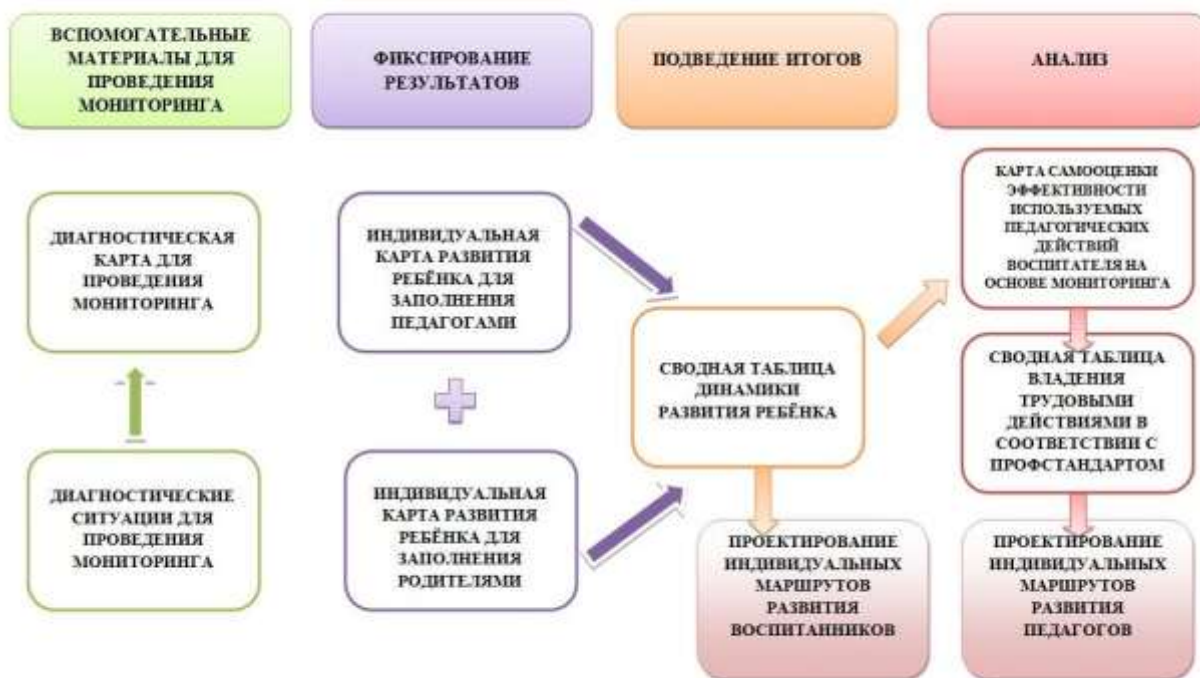 ВСПОМОГАТЕЛЬНЫЕ
МАТЕРИАЛЫ ДЛЯ
ПРОВЕДЕНИЯ
МОНИТОРИНГА
ФИКСИРОВАНИЕ
РЕЗУЛЬТАТОВ
ПОДВЕДЕНИЕ ИТОГОВ
АНАЛИЗ
ДИАГНОСТИЧЕСКАЯ
КАРТА ДЛЯ
ПРОВЕДЕНИЯ
МОНИТОРИНГА
ДИАГНОСТИЧЕСКИЕ
СИТУАЦИИ ДЛЯ
ПРОВЕДЕНИЯ
МОНИТОРИНГА
ИНДИВИДУАЛЬНАЯ
КАРТА РАЗВИТИЯ
РЕБЁНКА ДЛЯ
ЗАПОЛНЕНИЯ
ПЕДАГОГАМИ
ИНДИВИДУАЛЬНАЯ
КАРТА РАЗВИТИЯ
РЕБЁНКА ДЛЯ
ЗАПОЛНЕНИЯ
РОДИТЕЛЯМИ
СВОДНАЯ ТАБЛИЦА
ДИНАМИКИ
РАЗВИТИЯ РЕБЁНКА
ПРОЕКТИРОВАНИЕ
ИНДИВИДУАЛЬНЫХ
МАРШРУТОВ
РАЗВИТИЯ
ВОСПИТАННИКОВ
КАРТА САМООЦЕНКИ
ЭФФЕКТИВНОСТИ
ИСПОЛЬЗУЕМЫХ
ПЕДАГОГИЧЕСКИХ
ДЕЙСТВИЙ
ВОСПИТАТЕЛЯ НА
ОСНОВЕ МОНИТОРИНГА
СВОДНАЯ ТАБЛИЦА
ВЛАДЕНИЯ
ТРУДОВЫМИ
ДЕЙСТВИЯМИ В
СООТВЕТСТВИИ С
ПРОФСТАНДАРТОМ
ПРОЕКТИРОВАНИЕ
ИНДИВИДУАЛЬНЫХ
МАРШРУТОВ
РАЗВИТИЯ
ПЕДАГОГОВ